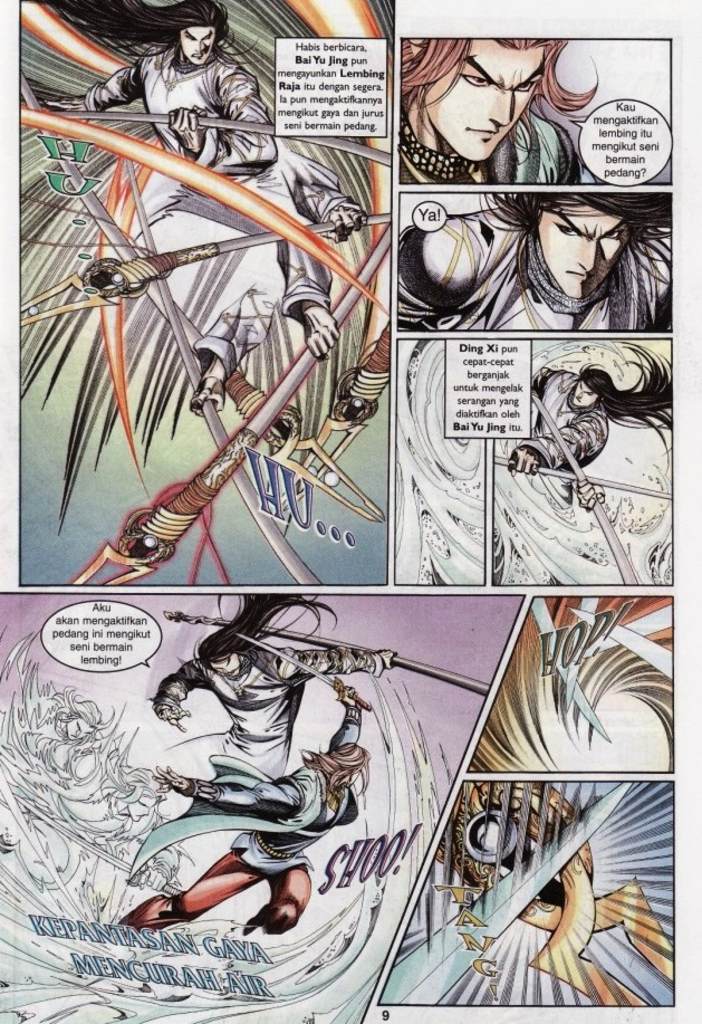 Habis berbicara,
Bai Yu Jing pun
mengayunkan Lembing
Raja itu dengan segera.
Ia pun mengaktifkannya
mengikut gaya dan jurus
seni bermain pedang.
HU...
HU...
Kau
akan mengaktifkan
lembing itu
mengikut seni
bermain
pedang?
Ya!
Ding Xi pun
cepat-cepat
berganjak
untuk mengelak
serangan yang
diaktifkan oleh
Bai Yu Jing itu.
Aku
akan mengaktifkan
pedang ini mengikut
seni bermain
lembing!
SHOO!
KEPANTASAN GAYA
MENCURAH AIR
HOP!
TANG!
9